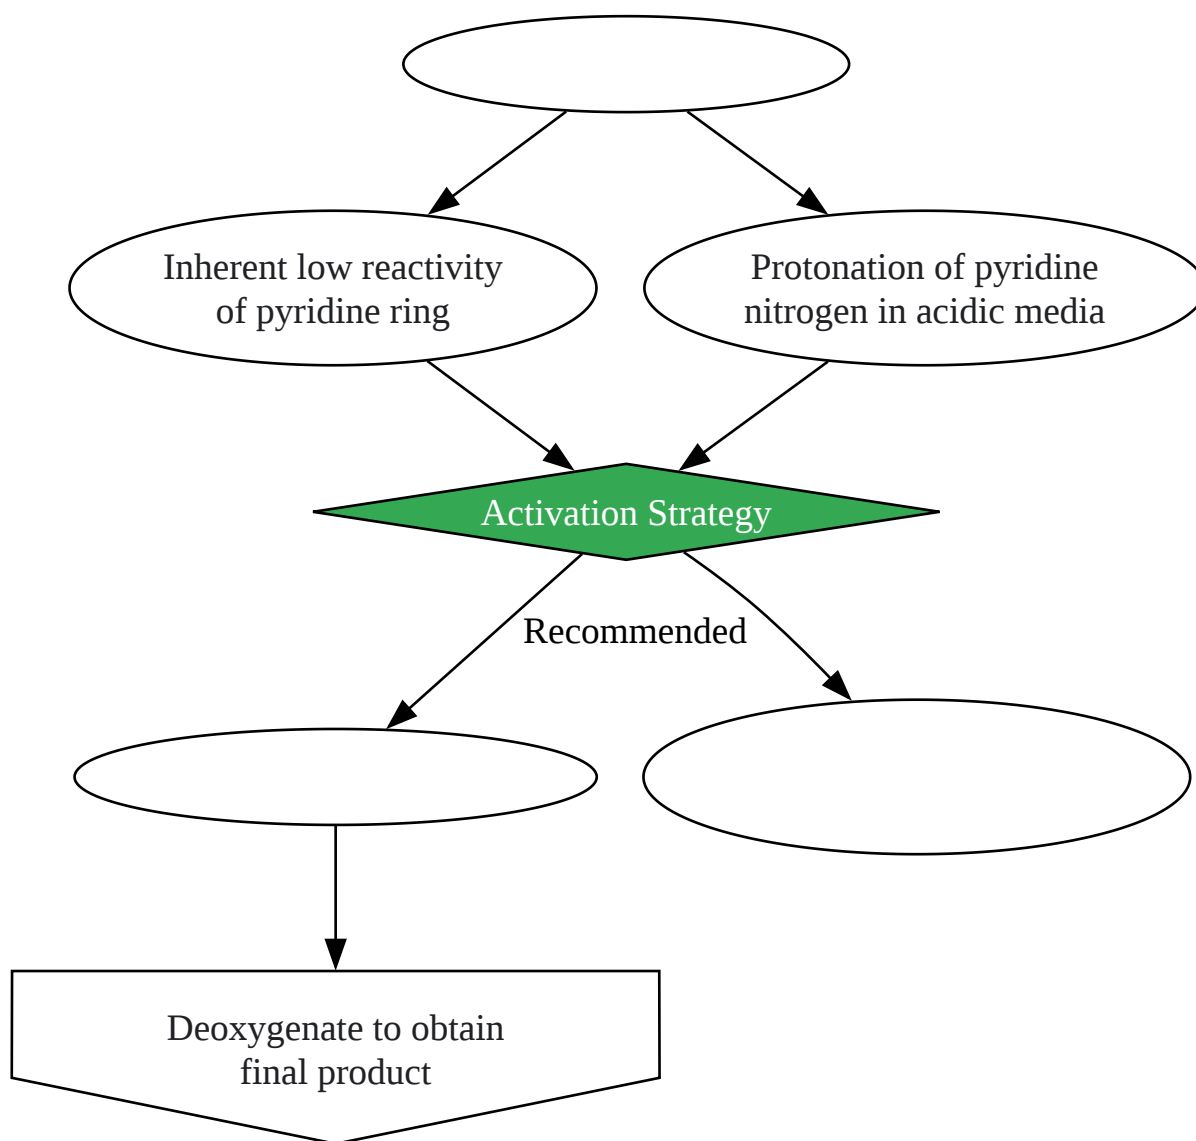 Inherent low reactivity
of pyridine ring
Protonation of pyridine
nitrogen in acidic media
Activation Strategy
Recommended
Deoxygenate to obtain
final product